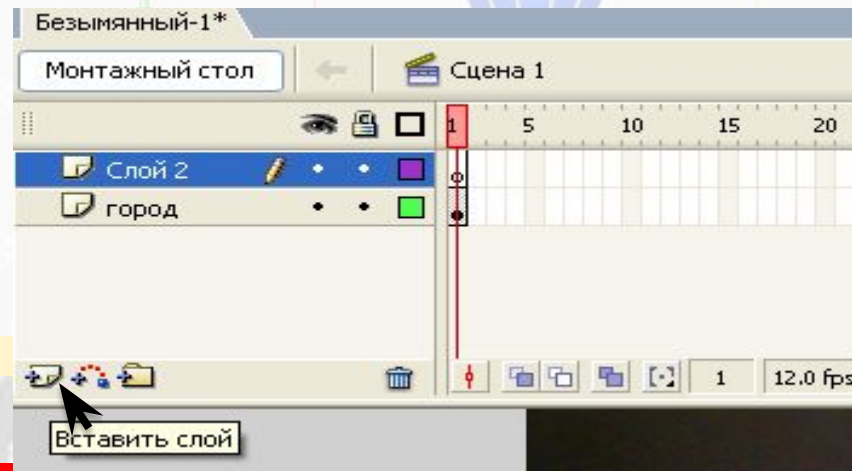 Безымянный-1*
Монтажный стол Сцена 1
1 5 10 15 20
Слой 2
город
1 12.0 fps
Вставить слой